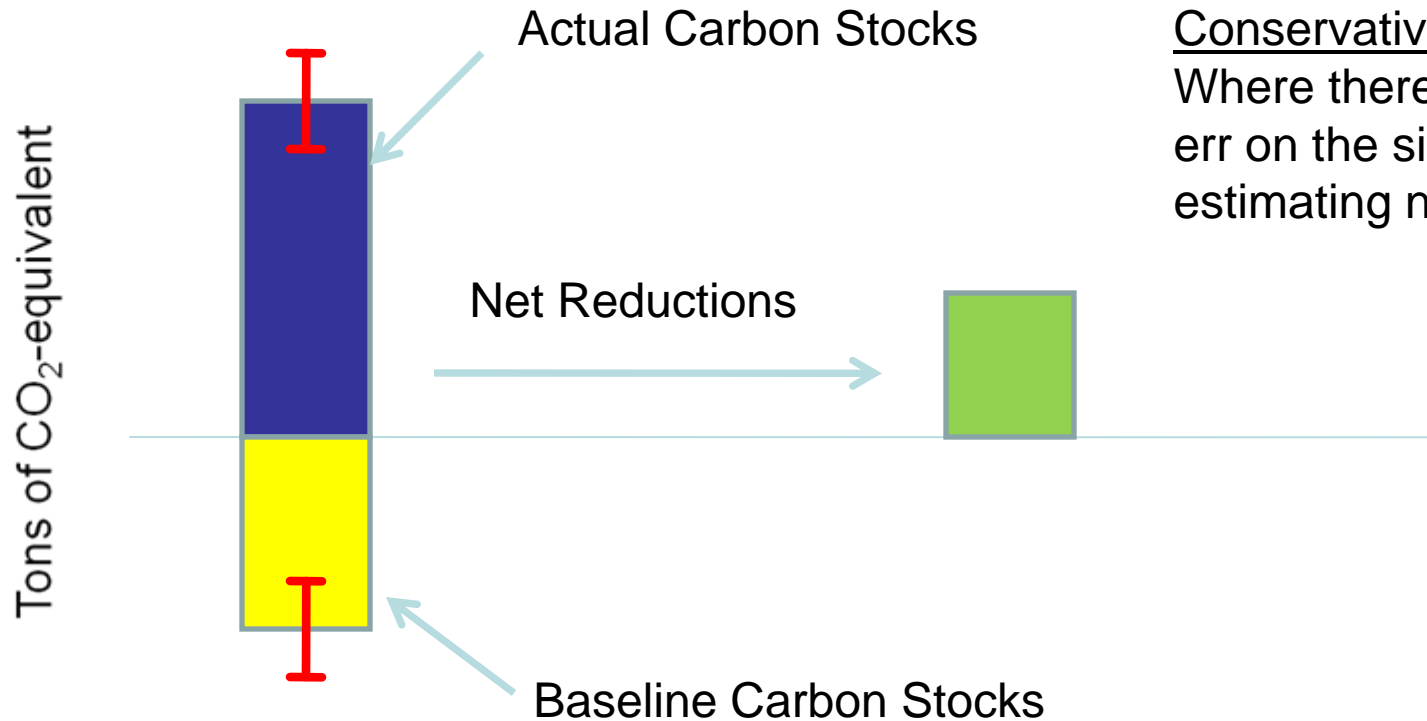 Tons of CO₂-equivalent
Actual Carbon Stocks
Net Reductions
Baseline Carbon Stocks
Where
err on the
estimating